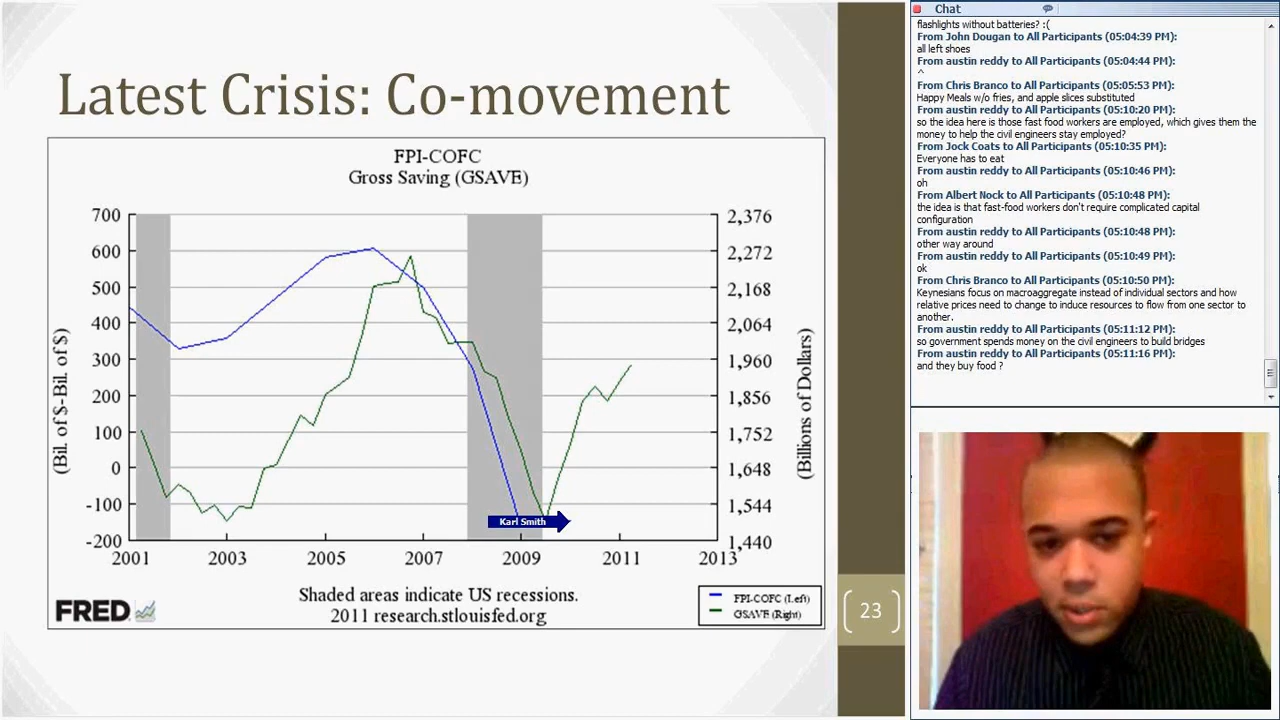 Latest Crisis Co-movement
FPI-COFC
Gross Saving (GSAVE)
(Bil. of $-Bil. of $)
700
600
500
400
300
200
100
0
-100
-200
2,376
2,272
2,168
2,064
1,960
1,856
1,752
1,648
1,544
1,440
(Billions of Dollars)
Karl Smith
2001
2003
2005
2007
2009
2011
2013
Shaded areas indicate US recessions.
2011 research.stlouisfed.org
FRED
FPI-COFC (Left)
GSAVE (Right)
23
Chat
flashlights without batteries? :(
From John Dougan to All Participants (05:04:39 PM):
all left shoes
From austin reddy to All Participants (05:04:44 PM):
^
From Chris Branco to All Participants (05:05:53 PM):
Happy Meals w/o fries, and apple slices substituted
From austin reddy to All Participants (05:10:20 PM):
so the idea here is those fast food workers are employed, which gives them the
money to help the civil engineers stay employed?
From Jock Coats to All Participants (05:10:35 PM):
Everyone has to eat
From austin reddy to All Participants (05:10:46 PM):
oh
From Albert Nock to All Participants (05:10:48 PM):
the idea is that fast-food workers don't require complicated capital
configuration
From austin reddy to All Participants (05:10:48 PM):
other way around
From austin reddy to All Participants (05:10:49 PM):
ok
From Chris Branco to All Participants (05:10:50 PM):
Keynesians focus on macroaggregate instead of individual sectors and how
relative prices need to change to induce resources to flow from one sector to
another.
From austin reddy to All Participants (05:11:12 PM):
so government spends money on the civil engineers to build bridges
From austin reddy to All Participants (05:11:16 PM):
and they buy food ?